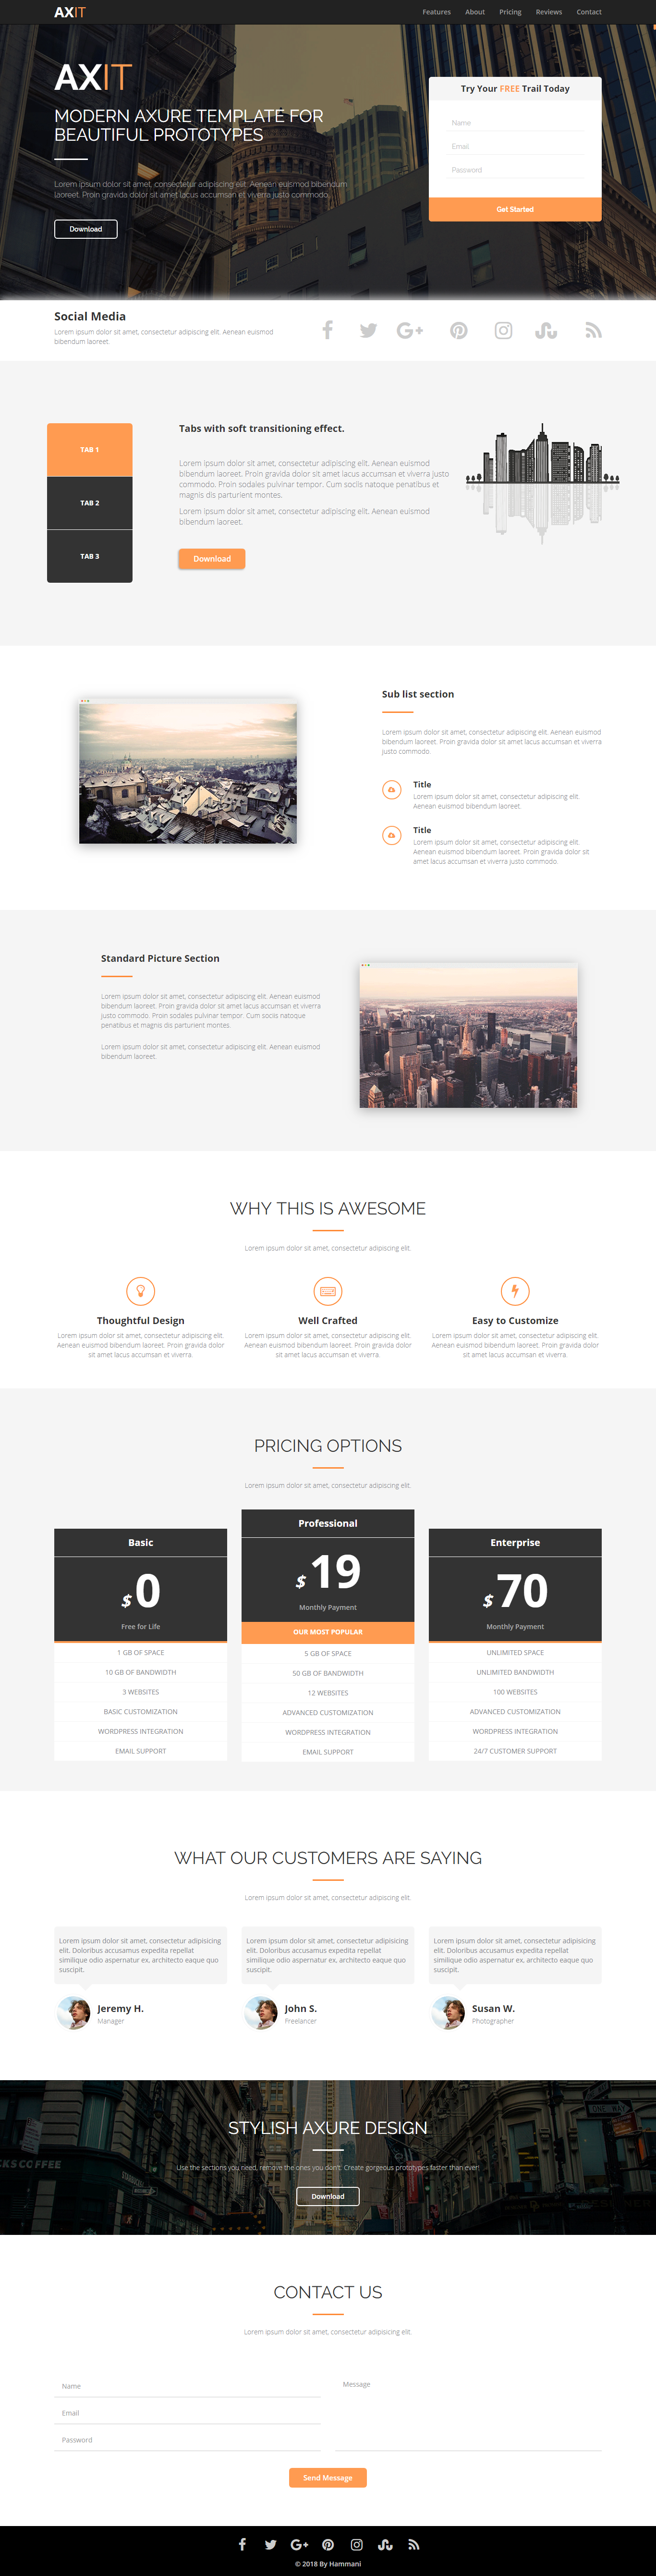 AXIT
Features About Pricing Reviews Contact
AXIT
MODERN AXURE TEMPLATE FOR
BEAUTIFUL PROTOTYPES
Lorem ipsum dolor sit amet, consectetur adipiscing elit. Aenean euismod bibendum
laoreet. Proin gravida dolor sit amet lacus accumsan et viverra justo commodo.
Download
Try Your FREE Trail Today
Name
Email
Password
Get Started
Social Media
Lorem ipsum dolor sit amet, consectetur adipiscing elit. Aenean euismod
bibendum laoreet.
TAB 1
TAB 2
TAB 3
Tabs with soft transitioning effect.
Lorem ipsum dolor sit amet, consectetur adipiscing elit. Aenean euismod
bibendum laoreet. Proin gravida dolor sit amet lacus accumsan et viverra justo
commodo. Proin sodales pulvinar tempor. Cum sociis natoque penatibus et
magnis dis parturient montes.
Lorem ipsum dolor sit amet, consectetur adipiscing elit. Aenean euismod
bibendum laoreet.
Download
Sub list section
Lorem ipsum dolor sit amet, consectetur adipiscing elit. Aenean euismod
bibendum laoreet. Proin gravida dolor sit amet lacus accumsan et viverra
justo commodo.
Title
Lorem ipsum dolor sit amet, consectetur adipiscing elit.
Aenean euismod bibendum laoreet.
Title
Lorem ipsum dolor sit amet, consectetur adipiscing elit.
Aenean euismod bibendum laoreet. Proin gravida dolor sit
amet lacus accumsan et viverra justo commodo.
Standard Picture Section
Lorem ipsum dolor sit amet, consectetur adipiscing elit. Aenean euismod
bibendum laoreet. Proin gravida dolor sit amet lacus accumsan et viverra
justo commodo. Proin sodales pulvinar tempor. Cum sociis natoque
penatibus et magnis dis parturient montes.
Lorem ipsum dolor sit amet, consectetur adipiscing elit. Aenean euismod
bibendum laoreet.
WHY THIS IS AWESOME
Lorem ipsum dolor sit amet, consectetur adipiscing elit.
Thoughtful Design
Lorem ipsum dolor sit amet, consectetur adipiscing elit.
Aenean euismod bibendum laoreet. Proin gravida dolor
sit amet lacus accumsan et viverra.
Well Crafted
Lorem ipsum dolor sit amet, consectetur adipiscing elit.
Aenean euismod bibendum laoreet. Proin gravida dolor
sit amet lacus accumsan et viverra.
Easy to Customize
Lorem ipsum dolor sit amet, consectetur adipiscing elit.
Aenean euismod bibendum laoreet. Proin gravida dolor
sit amet lacus accumsan et viverra.
PRICING OPTIONS
Lorem ipsum dolor sit amet, consectetur adipiscing elit.
Basic
$ 0
Free for Life
1 GB OF SPACE
10 GB OF BANDWIDTH
3 WEBSITES
BASIC CUSTOMIZATION
WORDPRESS INTEGRATION
EMAIL SUPPORT
Professional
$ 19
Monthly Payment
OUR MOST POPULAR
5 GB OF SPACE
50 GB OF BANDWIDTH
12 WEBSITES
ADVANCED CUSTOMIZATION
WORDPRESS INTEGRATION
EMAIL SUPPORT
Enterprise
$ 70
Monthly Payment
UNLIMITED SPACE
UNLIMITED BANDWIDTH
100 WEBSITES
ADVANCED CUSTOMIZATION
WORDPRESS INTEGRATION
24/7 CUSTOMER SUPPORT
WHAT OUR CUSTOMERS ARE SAYING
Lorem ipsum dolor sit amet, consectetur adipiscing elit.
Lorem ipsum dolor sit amet, consectetur adipisicing
elit. Doloribus accusamus expedita repellat
similique odio aspernatur ex, architecto eaque quo
suscipit.
Jeremy H.
Manager
Lorem ipsum dolor sit amet, consectetur adipisicing
elit. Doloribus accusamus expedita repellat
similique odio aspernatur ex, architecto eaque quo
suscipit.
John S.
Freelancer
Lorem ipsum dolor sit amet, consectetur adipisicing
elit. Doloribus accusamus expedita repellat
similique odio aspernatur ex, architecto eaque quo
suscipit.
Susan W.
Photographer
STYLISH AXURE DESIGN
Use the sections you need, remove the ones you don't. Create gorgeous prototypes faster than ever!
Download
CONTACT US
Lorem ipsum dolor sit amet, consectetur adipisicing elit.
Name
Email
Password
Message
Send Message
© 2018 By Hammani